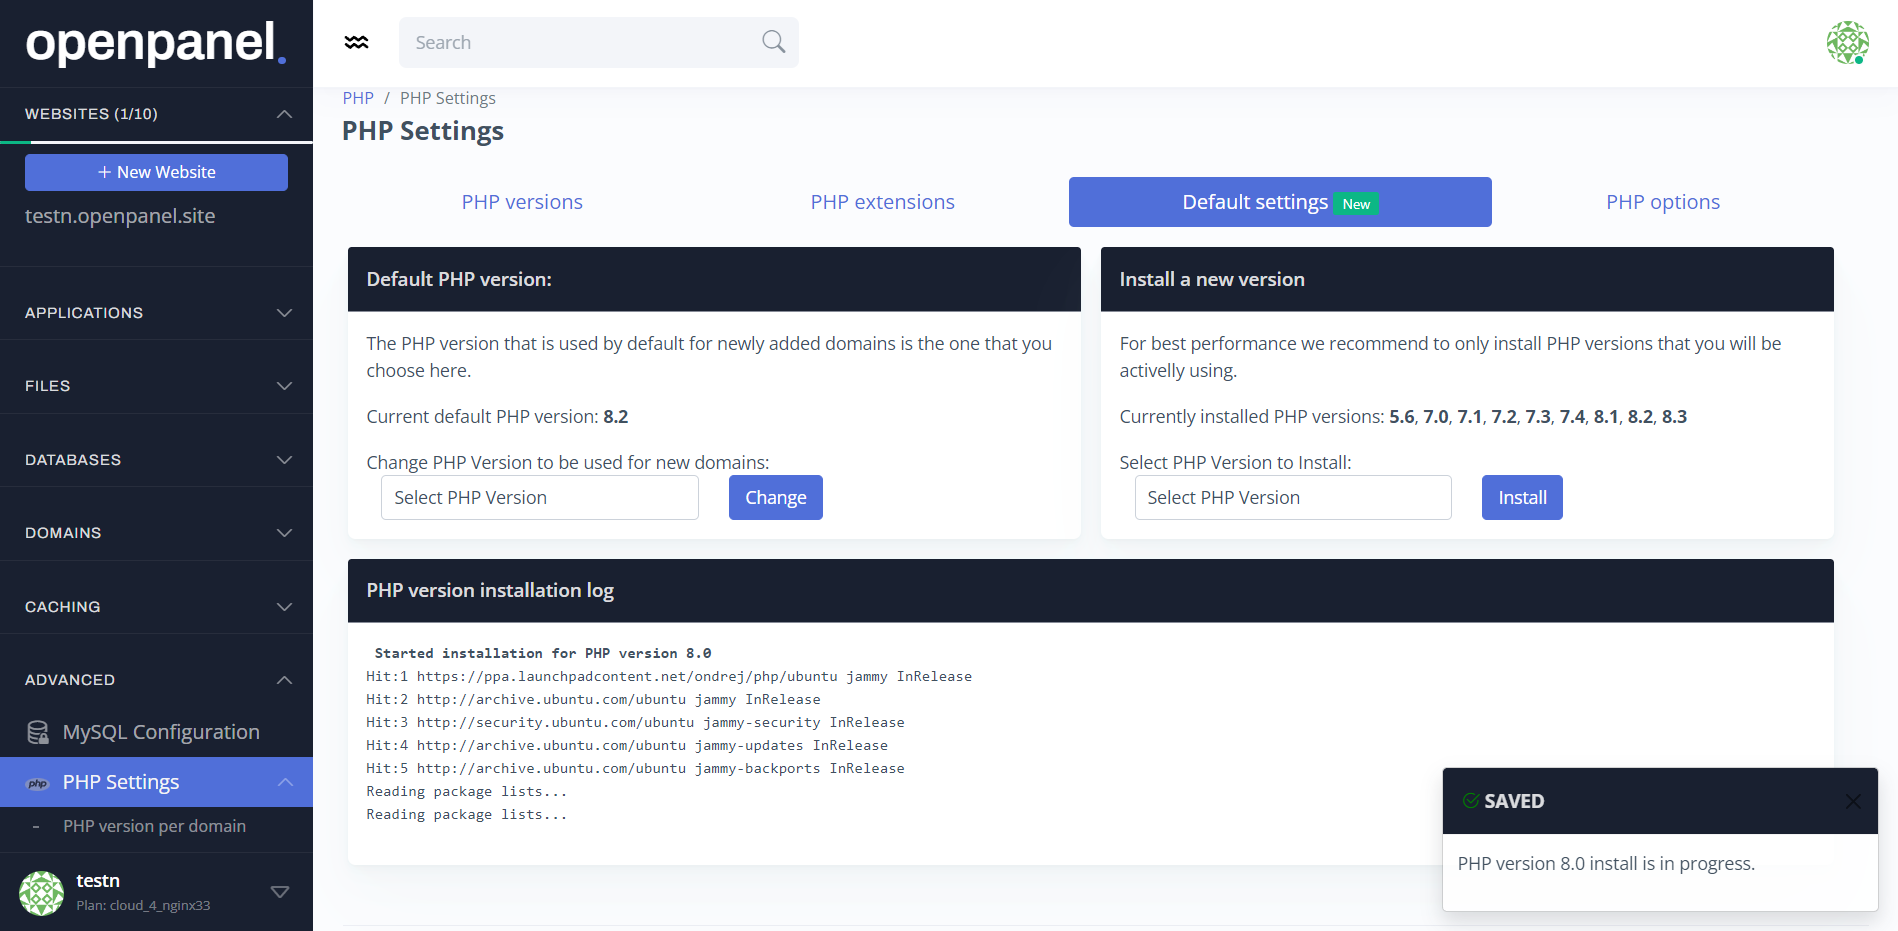 openpanel.
Search
WEBSITES (1/10)
+ New Website
testn.openpanel.site
APPLICATIONS
FILES
DATABASES
DOMAINS
CACHING
ADVANCED
MySQL Configuration
php PHP Settings
- PHP version per domain
testn
Plan: cloud_4_nginx33
PHP / PHP Settings
PHP Settings
PHP versions
PHP extensions
Default settings New
PHP options
Default PHP version:
The PHP version that is used by default for newly added domains is the one that you
choose here.
Current default PHP version: 8.2
Change PHP Version to be used for new domains:
Select PHP Version
Change
Install a new version
For best performance we recommend to only install PHP versions that you will be
activelly using.
Currently installed PHP versions: 5.6, 7.0, 7.1, 7.2, 7.3, 7.4, 8.1, 8.2, 8.3
Select PHP Version to Install:
Select PHP Version
Install
PHP version installation log
Started installation for PHP version 8.0
Hit:1 https://ppa.launchpadcontent.net/ondrej/php/ubuntu jammy InRelease
Hit:2 http://archive.ubuntu.com/ubuntu jammy InRelease
Hit:3 http://security.ubuntu.com/ubuntu jammy-security InRelease
Hit:4 http://archive.ubuntu.com/ubuntu jammy-updates InRelease
Hit:5 http://archive.ubuntu.com/ubuntu jammy-backports InRelease
Reading package lists...
Reading package lists...
SAVED
PHP version 8.0 install is in progress.